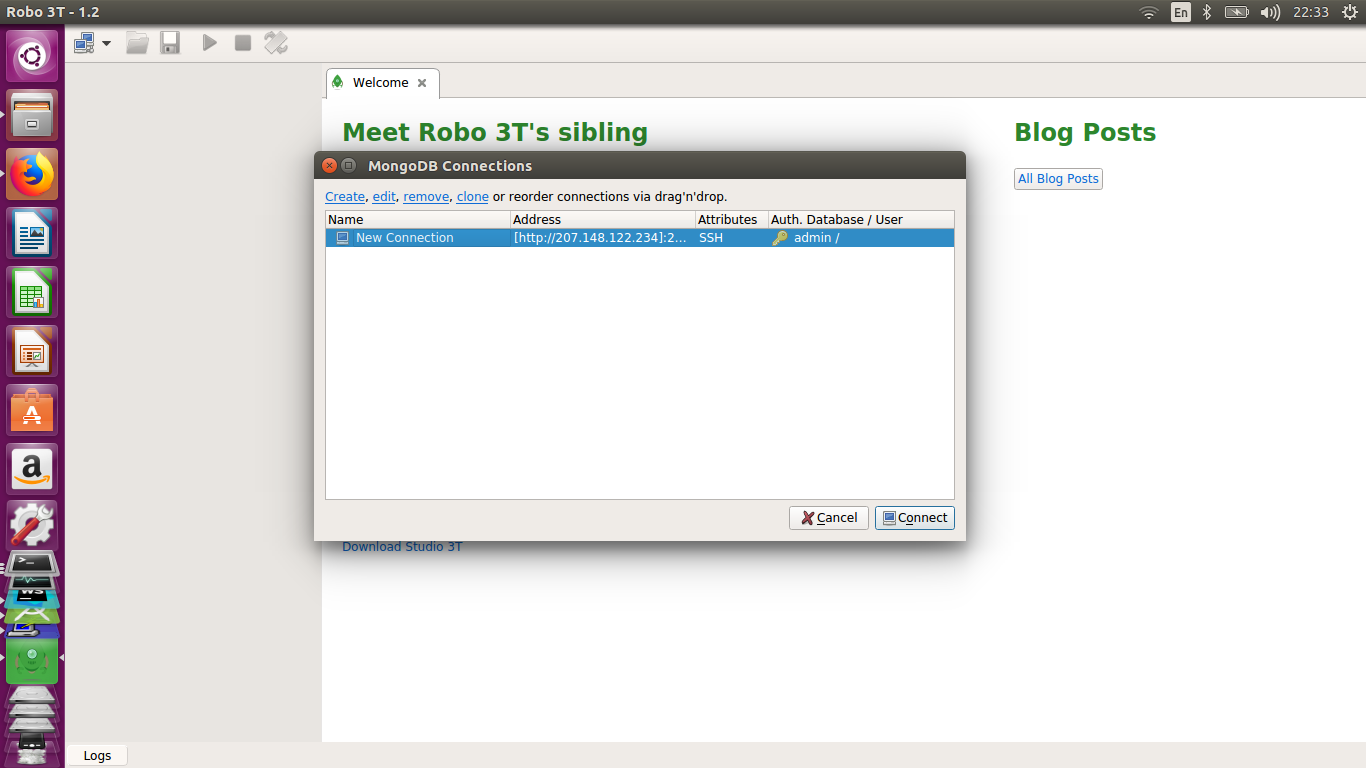 Robo 3T - 1.2
En
22:33
Welcome
Meet Robo 3T's sibling
Blog Posts
All Blog Posts
MongoDB Connections
Create, edit, remove, clone or reorder connections via drag'n'drop.
Name Address Attributes Auth. Database / User
New Connection [http://207.148.122.234]:2... SSH admin /
Cancel Connect
Download Studio 3T
Logs